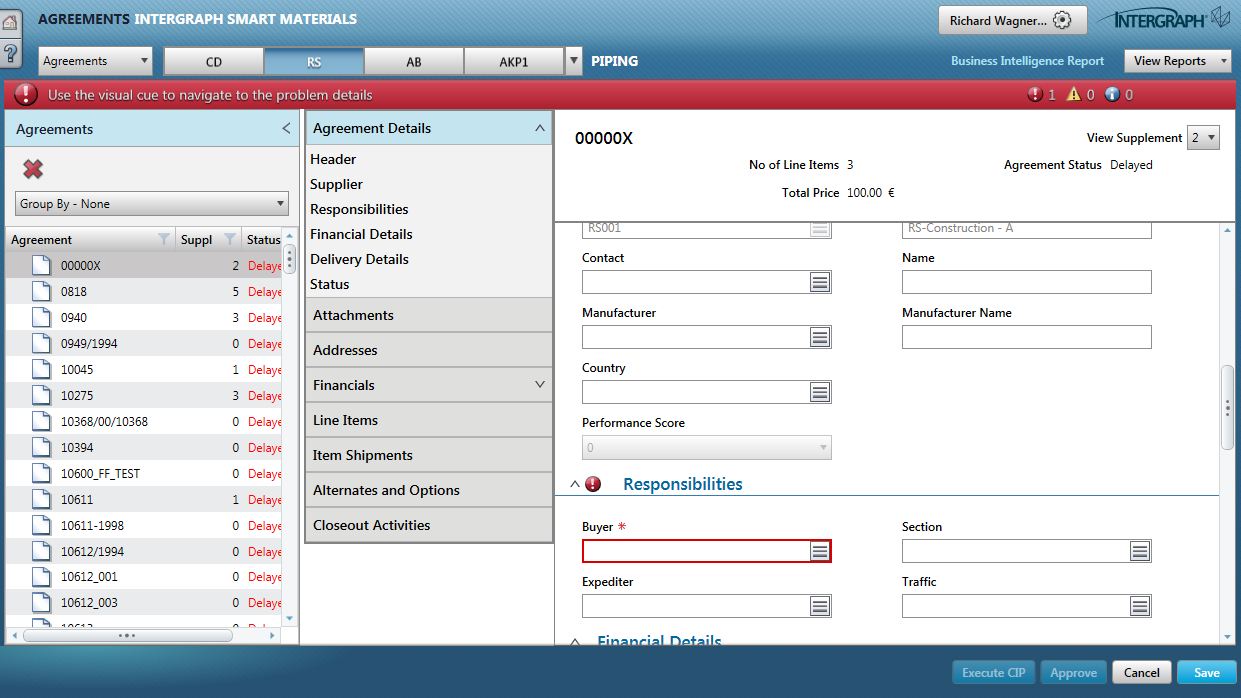 AGREEMENTS INTERGRAPH SMART MATERIALS
Richard Wagner...
INTERGRAPH
Agreements
CD
RS
AB
AKP1
PIPING
Business Intelligence Report
View Reports
Use the visual cue to navigate to the problem details
1
0
0
Agreements
Group By - None
Agreement Suppl Status
00000X 2 Delaye
0818 5 Delaye
0940 3 Delaye
0949/1994 0 Delaye
10045 1 Delaye
10275 3 Delaye
10368/00/10368 0 Delaye
10394 0 Delaye
10600_FF_TEST 0 Delaye
10611 1 Delaye
10611-1998 0 Delaye
10612/1994 0 Delaye
10612_001 0 Delaye
10612_003 0 Delaye
Agreement Details
Header
Supplier
Responsibilities
Financial Details
Delivery Details
Status
Attachments
Addresses
Financials
Line Items
Item Shipments
Alternates and Options
Closeout Activities
00000X
View Supplement 2
No of Line Items 3
Agreement Status Delayed
Total Price 100.00 €
RS001
RS-Construction - A
Contact
Name
Manufacturer
Manufacturer Name
Country
Performance Score
0
Responsibilities
Buyer *
Section
Expediter
Traffic
Financial Details
Execute CIP
Approve
Cancel
Save